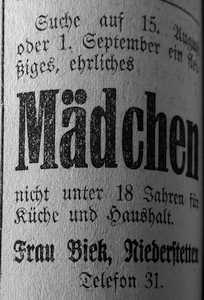 Suche auf 15. August
oder 1. September ein flei-
ßiges, ehrliches
Mädchen
nicht unter 18 Jahren für
Küche und Haushalt.
Frau Biek, Niederstetten
Telefon 31.